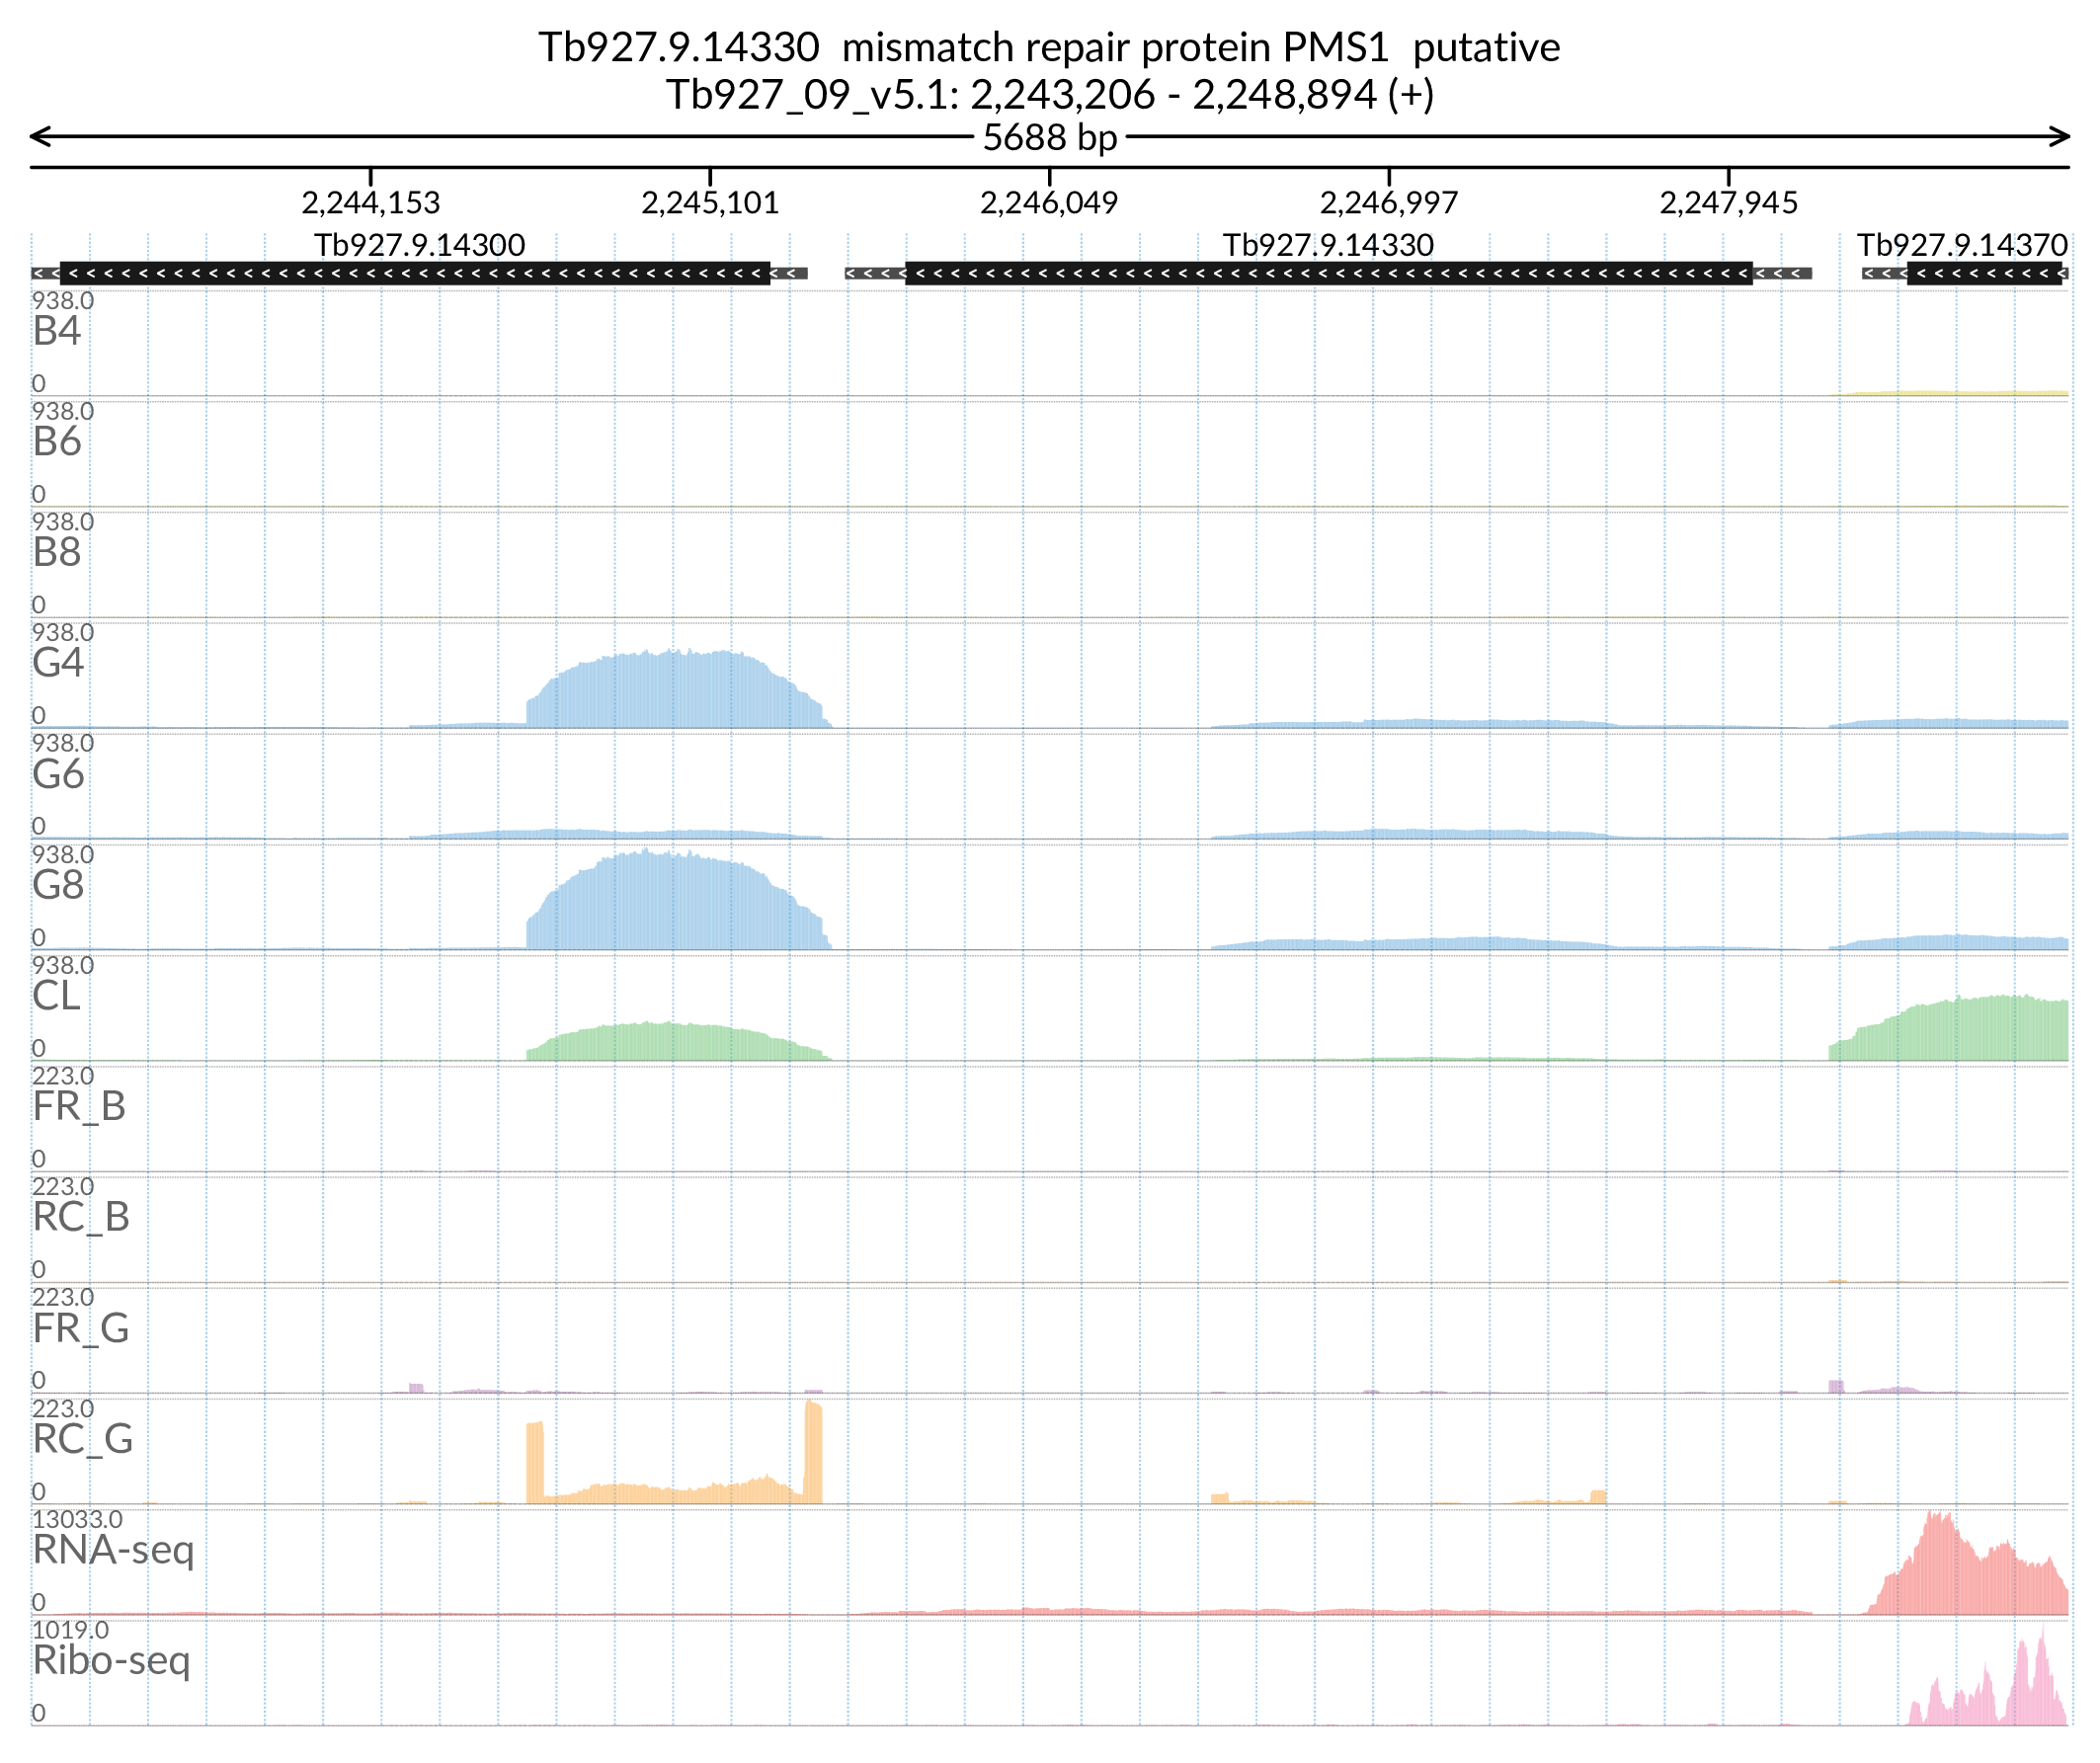 Tb927.9.14330  mismatch repair protein PMS1  putative
Tb927_09_v5.1: 2,243,206 - 2,248,894 (+)
5688 bp
2,244,153 2,245,101 2,246,049 2,246,997 2,247,945
Tb927.9.14300 Tb927.9.14330 Tb927.9.14370
938.0
B4
0
938.0
B6
0
938.0
B8
0
938.0
G4
0
938.0
G6
0
938.0
G8
0
938.0
CL
0
223.0
FR_B
0
223.0
RC_B
0
223.0
FR_G
0
223.0
RC_G
0
13033.0
RNA-seq
0
1019.0
Ribo-seq
0